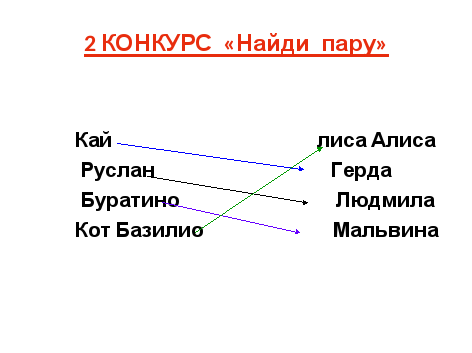 2 КОНКУРС «Найди пару»
Кай лиса Алиса
Руслан Герда
Буратино Людмила
Кот Базилио Мальвина